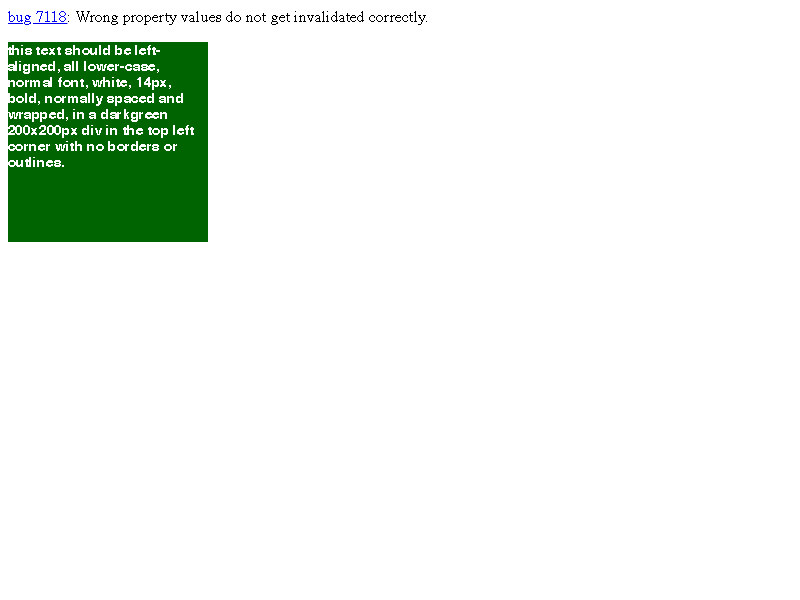 bug 7118: Wrong property values do not get invalidated correctly.
this text should be left-
aligned, all lower-case,
normal font, white, 14px,
bold, normally spaced and
wrapped, in a darkgreen
200x200px div in the top left
corner with no borders or
outlines.